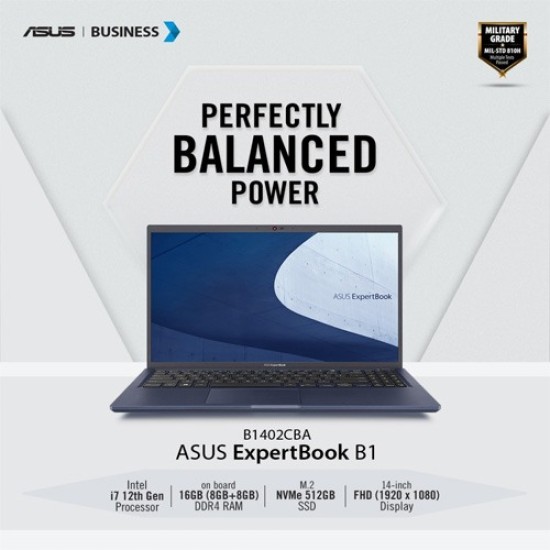 ASUS | BUSINESS
MILITARY
GRADE
MIL-STD 810H
Multiple Tests
Passed
PERFECTLY
BALANCED
POWER
ASUS ExpertBook
B1402CBA
ASUS ExpertBook B1
Intel
i7 12th Gen
Processor
on board
16GB (8GB+8GB)
DDR4 RAM
M.2
NVMe 512GB
SSD
14-inch
FHD (1920 x 1080)
Display